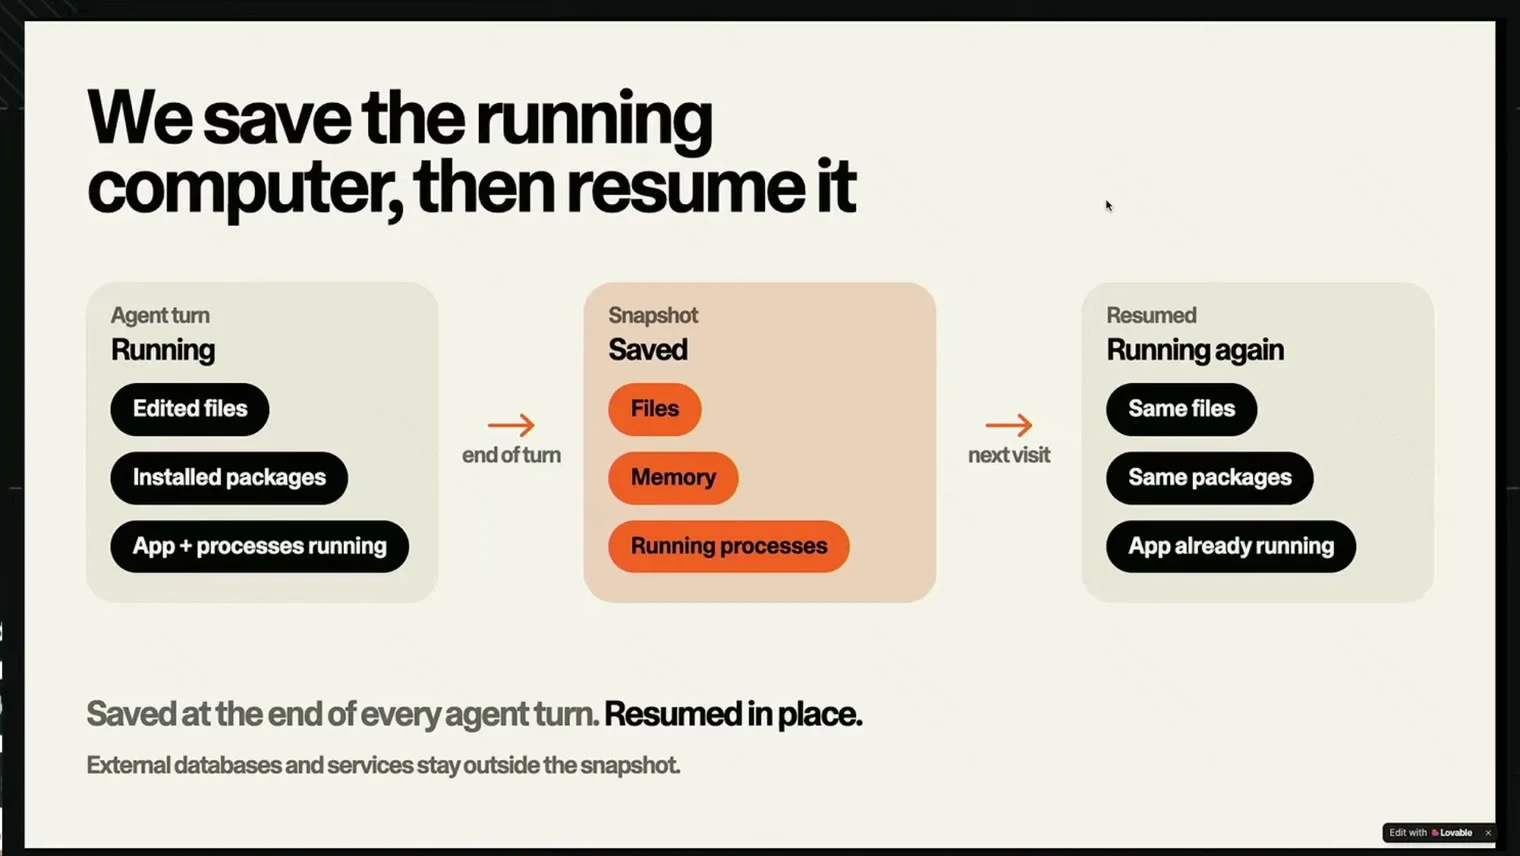 We save the running
computer, then resume it
Agent turn
Running
Edited files
Installed packages
App + processes running
end of turn
Snapshot
Saved
Files
Memory
Running processes
next visit
Resumed
Running again
Same files
Same packages
App already running
Saved at the end of every agent turn. Resumed in place.
External databases and services stay outside the snapshot.
Edit with Lovable ×